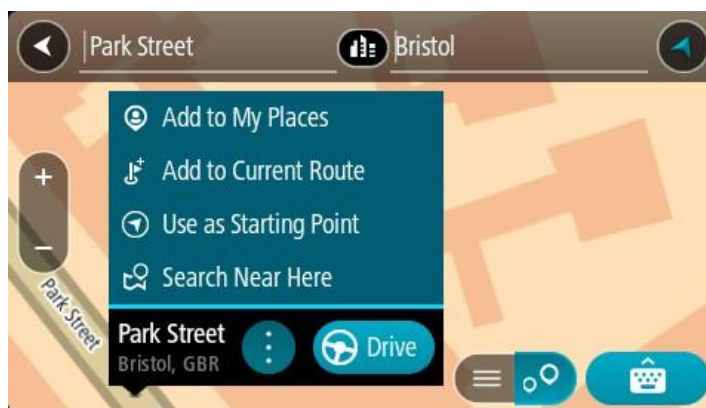 Park Street
Bristol
Add to My Places
Add to Current Route
Use as Starting Point
Search Near Here
+
−
Park Street
Park Street
Bristol, GBR
Drive